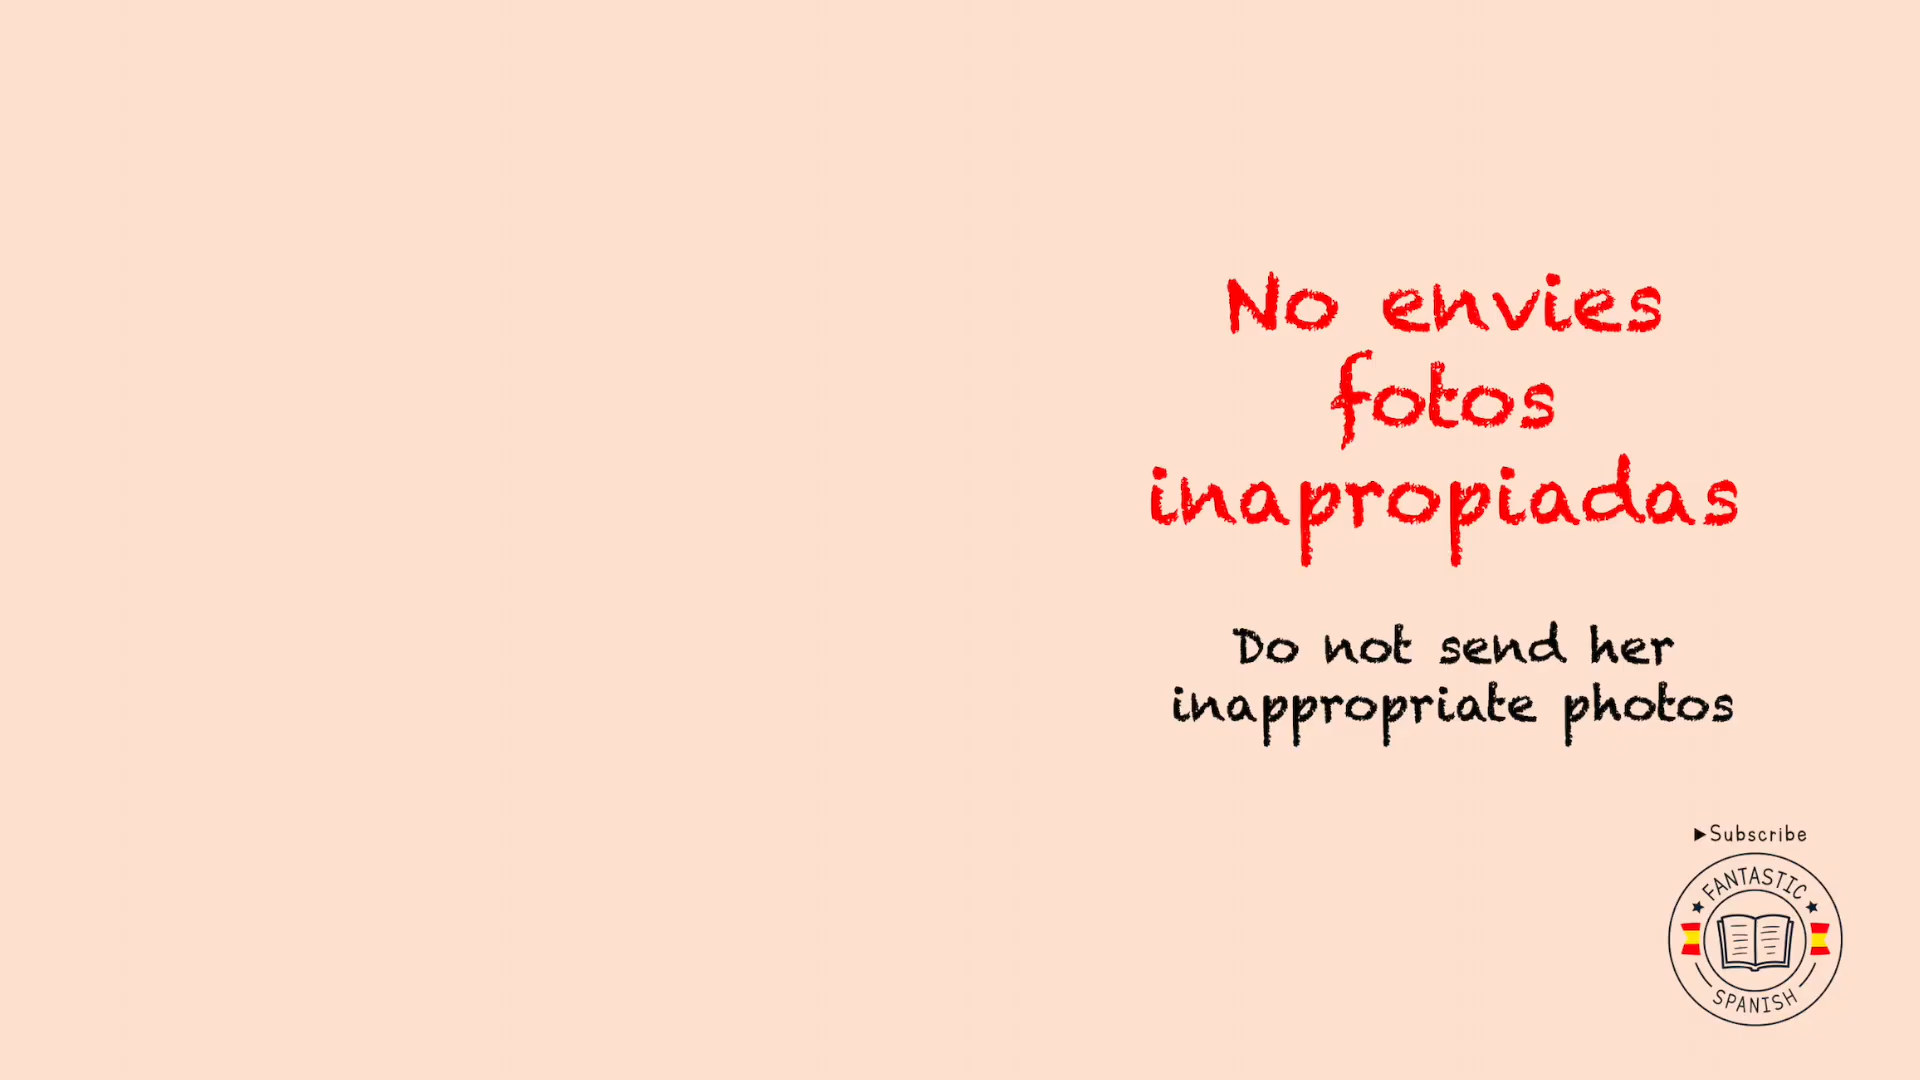 No envies
fotos
inapropiadas
Do not send her
inappropriate photos
▶Subscribe
FANTASTIC
SPANISH